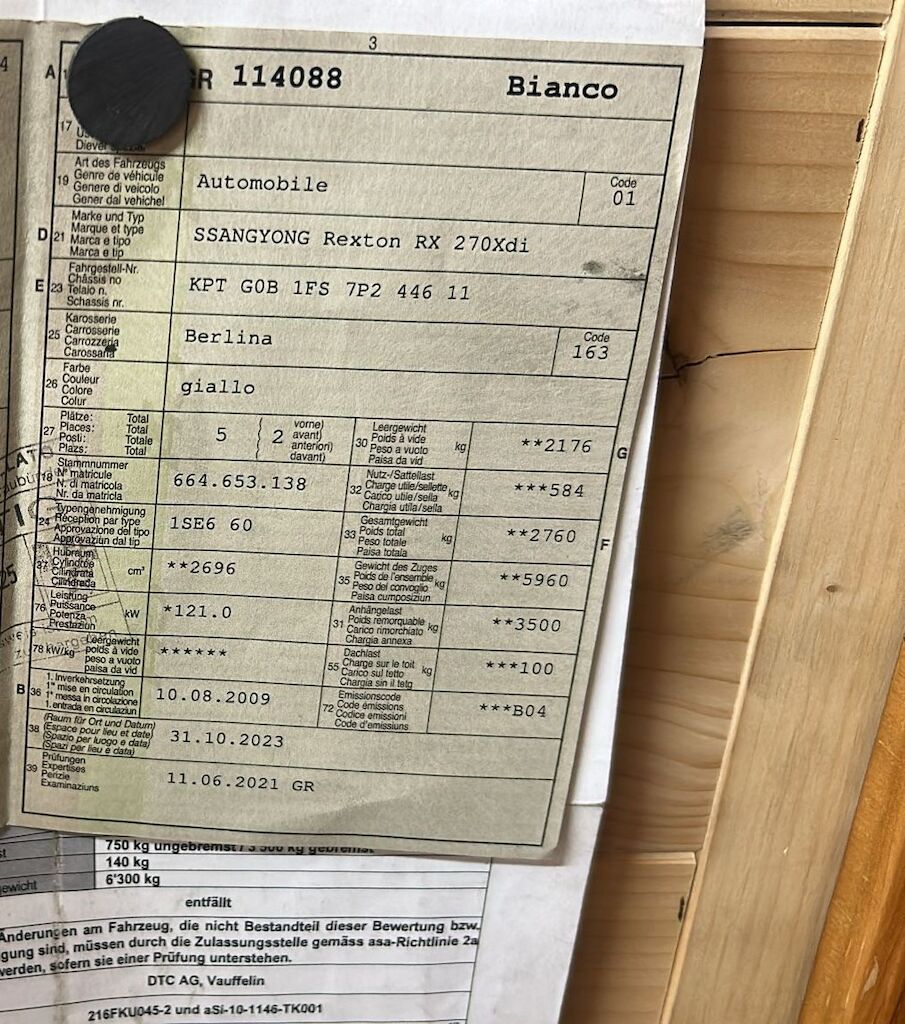 3
A
GR 114088 Bianco
17
19
Art des Fahrzeugs
Genre de véhicule
Genere di veicolo
Gener dal vehichel
Automobile
Code
01
D 21
Marke und Typ
Marque et type
Marca e tipo
Marca e tip
SSANGYONG Rexton RX 270Xdi
E 23
Fahrgestell-Nr.
Châssis no
Telaio n.
Schassis nr.
KPT G0B 1FS 7P2 446 11
25
Karosserie
Carrosserie
Carrozzeria
Carossaria
Berlina
Code
163
26
Farbe
Couleur
Colore
Colur
giallo
27
Plätze: Total
Places: Total
Posti: Totale
Plazs: Total
5 2
vorne)
avant)
anteriori)
davant)
30
Leergewicht
Poids à vide
Peso a vuoto
Paisa da vid
kg
**2176
G
18
Stammnummer
N° matricule
N. di matricola
Nr. da matricla
664.653.138
32
Nutz-/Sattellast
Charge utile/sellette
Carico utile/sella
Chargia utila/sella
kg
***584
24
Typengenehmigung
Réception par type
Approvazione del tipo
Approvaziun dal tip
1SE6 60
33
Gesamtgewicht
Poids total
Peso totale
Paisa totala
kg
**2760
F
37
Hubraum
Cylindrée
Cilindrata
Cilindrada
cm³
**2696
35
Gewicht des Zuges
Poids de l'ensemble
Peso del convoglio
Paisa cumposiziun
kg
**5960
76
Leistung
Puissance
Potenza
Prestaziun
kW
*121.0
31
Anhängelast
Poids remorquable
Carico rimorchiato
Chargia annexa
kg
**3500
78 kW/kg
Leergewicht
poids à vide
peso a vuoto
paisa da vid
******
55
Dachlast
Charge sur le toit
Carico sul tetto
Chargia sin il tetg
kg
***100
B 36
1. Inverkehrsetzung
1re mise en circulation
1a messa in circolazione
1. entrada en circulaziun
10.08.2009
72
Emissionscode
Code émissions
Codice emissioni
Code d'emissiuns
***B04
38
(Raum für Ort und Datum)
(Espace pour lieu et date)
(Spazio per luogo e data)
(Spazi per lieu e data)
31.10.2023
39
Prüfungen
Expertises
Perizie
Examinaziuns
11.06.2021 GR
750 kg ungebremst / 3'500 kg gebremst
140 kg
gewicht 6'300 kg
entfällt
Änderungen am Fahrzeug, die nicht Bestandteil dieser Bewertung bzw.
gung sind, müssen durch die Zulassungsstelle gemäss asa-Richtlinie 2a
werden, sofern sie einer Prüfung unterstehen.
DTC AG, Vauffelin
216FKU045-2 und aSi-10-1146-TK001